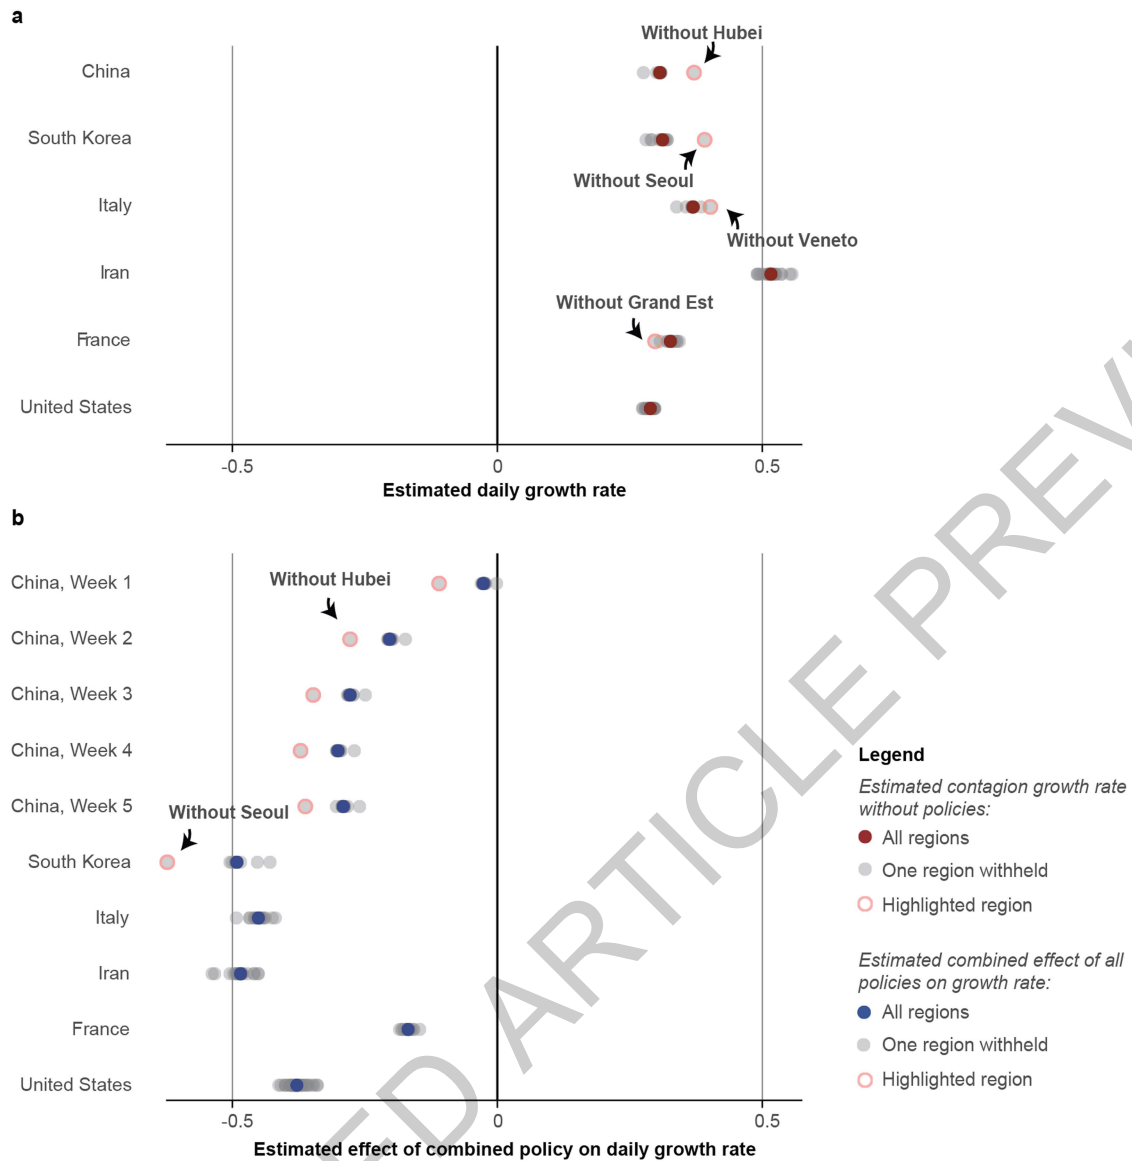 a
Without Hubei
China
South Korea
Without Seoul
Italy
Without Veneto
Iran
Without Grand Est
France
United States
-0.5
0
0.5
Estimated daily growth rate
b
China, Week 1
Without Hubei
China, Week 2
China, Week 3
China, Week 4
China, Week 5
Without Seoul
South Korea
Italy
Iran
France
United States
-0.5
0
0.5
Estimated effect of combined policy on daily growth rate
Legend
Estimated contagion growth rate
without policies:
All regions
One region withheld
Highlighted region
Estimated combined effect of all
policies on growth rate:
All regions
One region withheld
Highlighted region
ED ARTICLE PREV